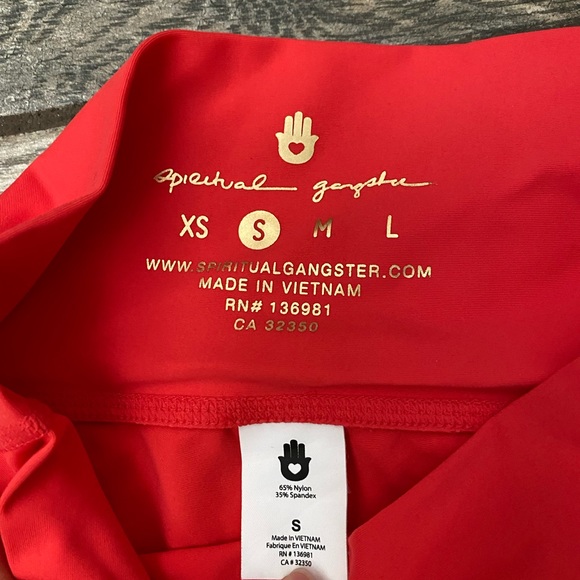 spiritual gangster
XS S M L
WWW.SPIRITUALGANGSTER.COM
MADE IN VIETNAM
RN# 136981
CA 32350
65% Nylon
35% Spandex
S
Made in VIETNAM
Fabrique En VIETNAM
RN # 136981
CA # 32350